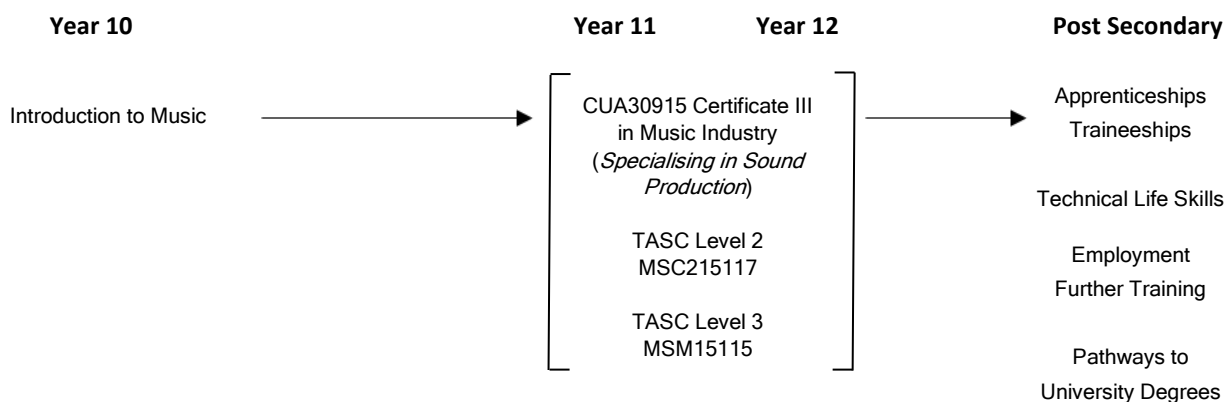 Year 10
Year 11
Year 12
Post Secondary
Introduction to Music
CUA30915 Certificate III
in Music Industry
(Specialising in Sound
Production)
TASC Level 2
MSC215117
TASC Level 3
MSM15115
Apprenticeships
Traineeships
Technical Life Skills
Employment
Further Training
Pathways to
University Degrees